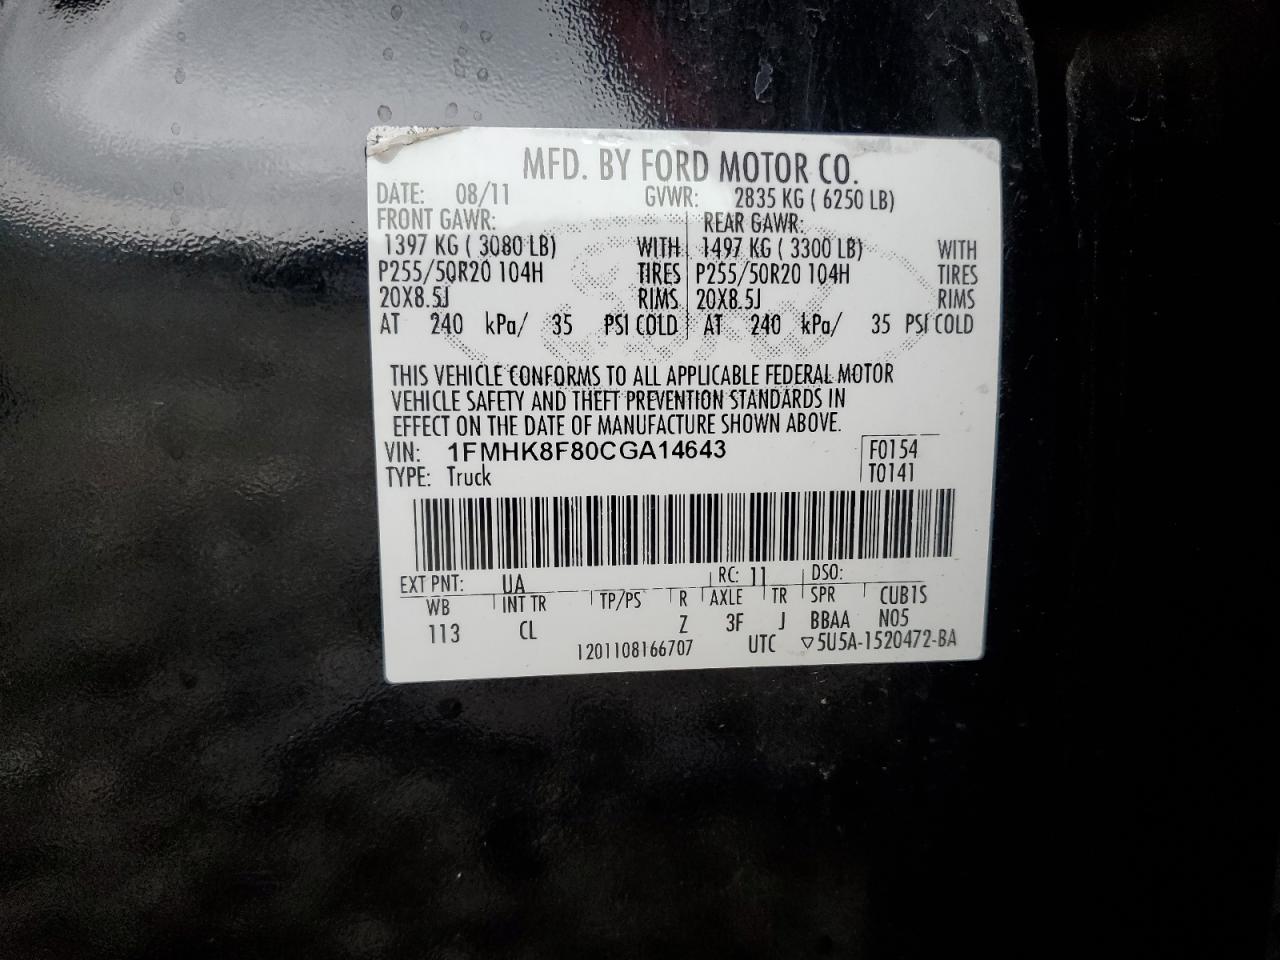 MFD. BY FORD MOTOR CO.
DATE: 08/11 GVWR: 2835 KG ( 6250 LB)
FRONT GAWR: REAR GAWR:
1397 KG ( 3080 LB) WITH 1497 KG ( 3300 LB) WITH
P255/50R20 104H TIRES P255/50R20 104H TIRES
20X8.5J RIMS 20X8.5J RIMS
AT 240 kPa/ 35 PSI COLD AT 240 kPa/ 35 PSI COLD
THIS VEHICLE CONFORMS TO ALL APPLICABLE FEDERAL MOTOR
VEHICLE SAFETY AND THEFT PREVENTION STANDARDS IN
EFFECT ON THE DATE OF MANUFACTURE SHOWN ABOVE.
VIN: 1FMHK8F80CGA14643 F0154
TYPE: Truck T0141
EXT PNT: UA RC: 11 DSO:
WB INT TR TP/PS R AXLE TR SPR CUB1S
113 CL Z 3F J BBAA N05
1201108166707 UTC ▽5U5A-1520472-BA